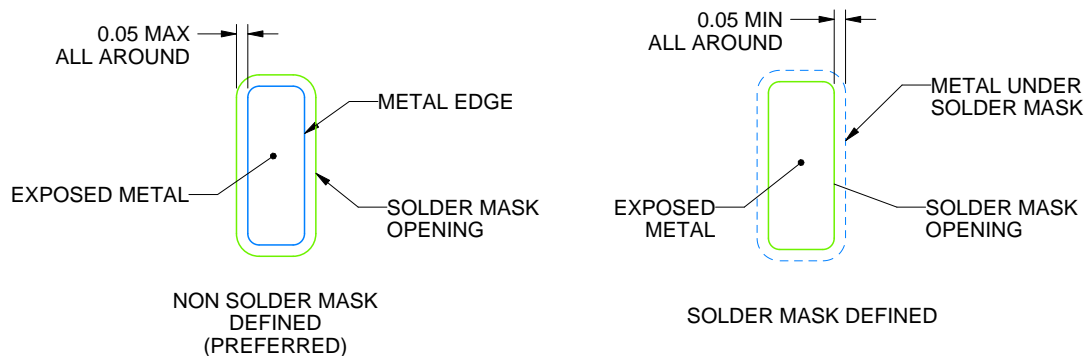 0.05 MAX
ALL AROUND
METAL EDGE
EXPOSED METAL
SOLDER MASK
OPENING
NON SOLDER MASK
DEFINED
(PREFERRED)
0.05 MIN
ALL AROUND
METAL UNDER
SOLDER MASK
EXPOSED
METAL
SOLDER MASK
OPENING
SOLDER MASK DEFINED